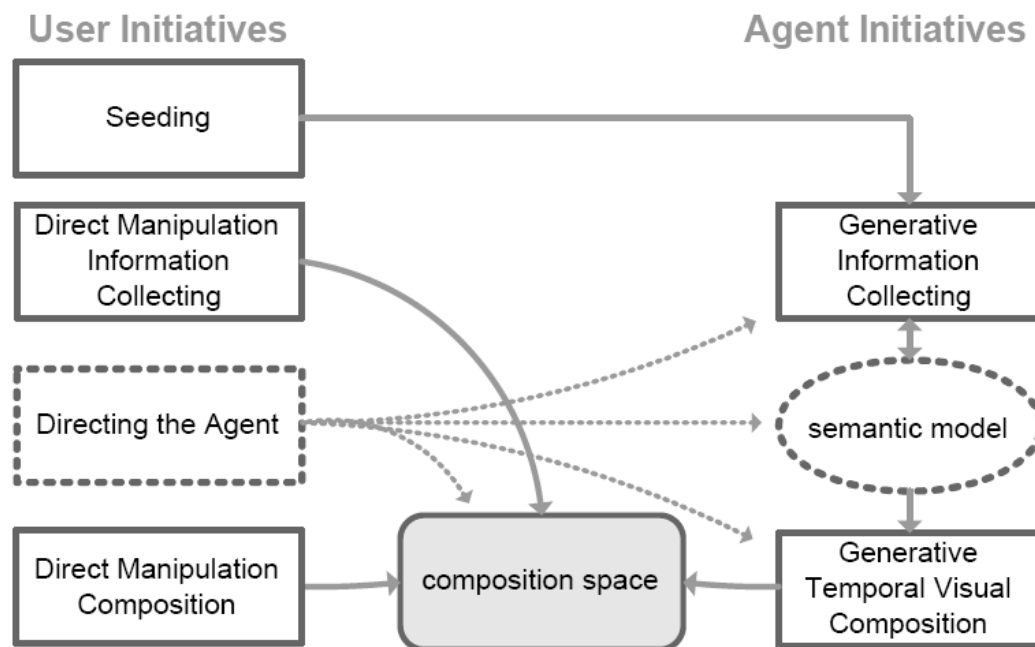 User Initiatives
Agent Initiatives
Seeding
Direct Manipulation
Information
Collecting
Generative
Information
Collecting
Directing the Agent
semantic model
Direct Manipulation
Composition
composition space
Generative
Temporal Visual
Composition